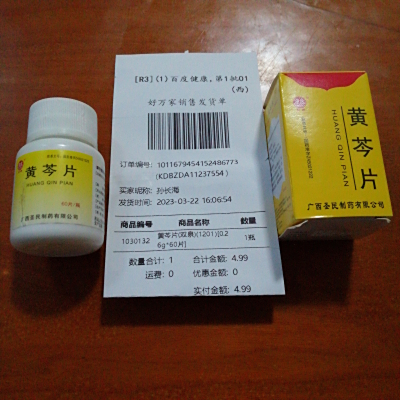 黄芩片
HUANG QIN PIAN
60片/瓶
广西圣民制药有限公司
[R3](1)百度健康,第1批01
(丙)
好万家销售发货单
订单编号: 1011679454152486773
(KDBZDA11237554)
买家昵称: 孙长海
发货时间: 2023-03-22 16:06:54
商品编号 商品名称 数量
1030132 黄芩片(双泉)(1201)[0.2 1瓶
6g*60片]
数量合计: 1 合计金额: 4.99
运费: 0 优惠金额: 0
实付金额: 4.99
黄芩片
HUANG QIN PIAN
广西圣民制药有限公司